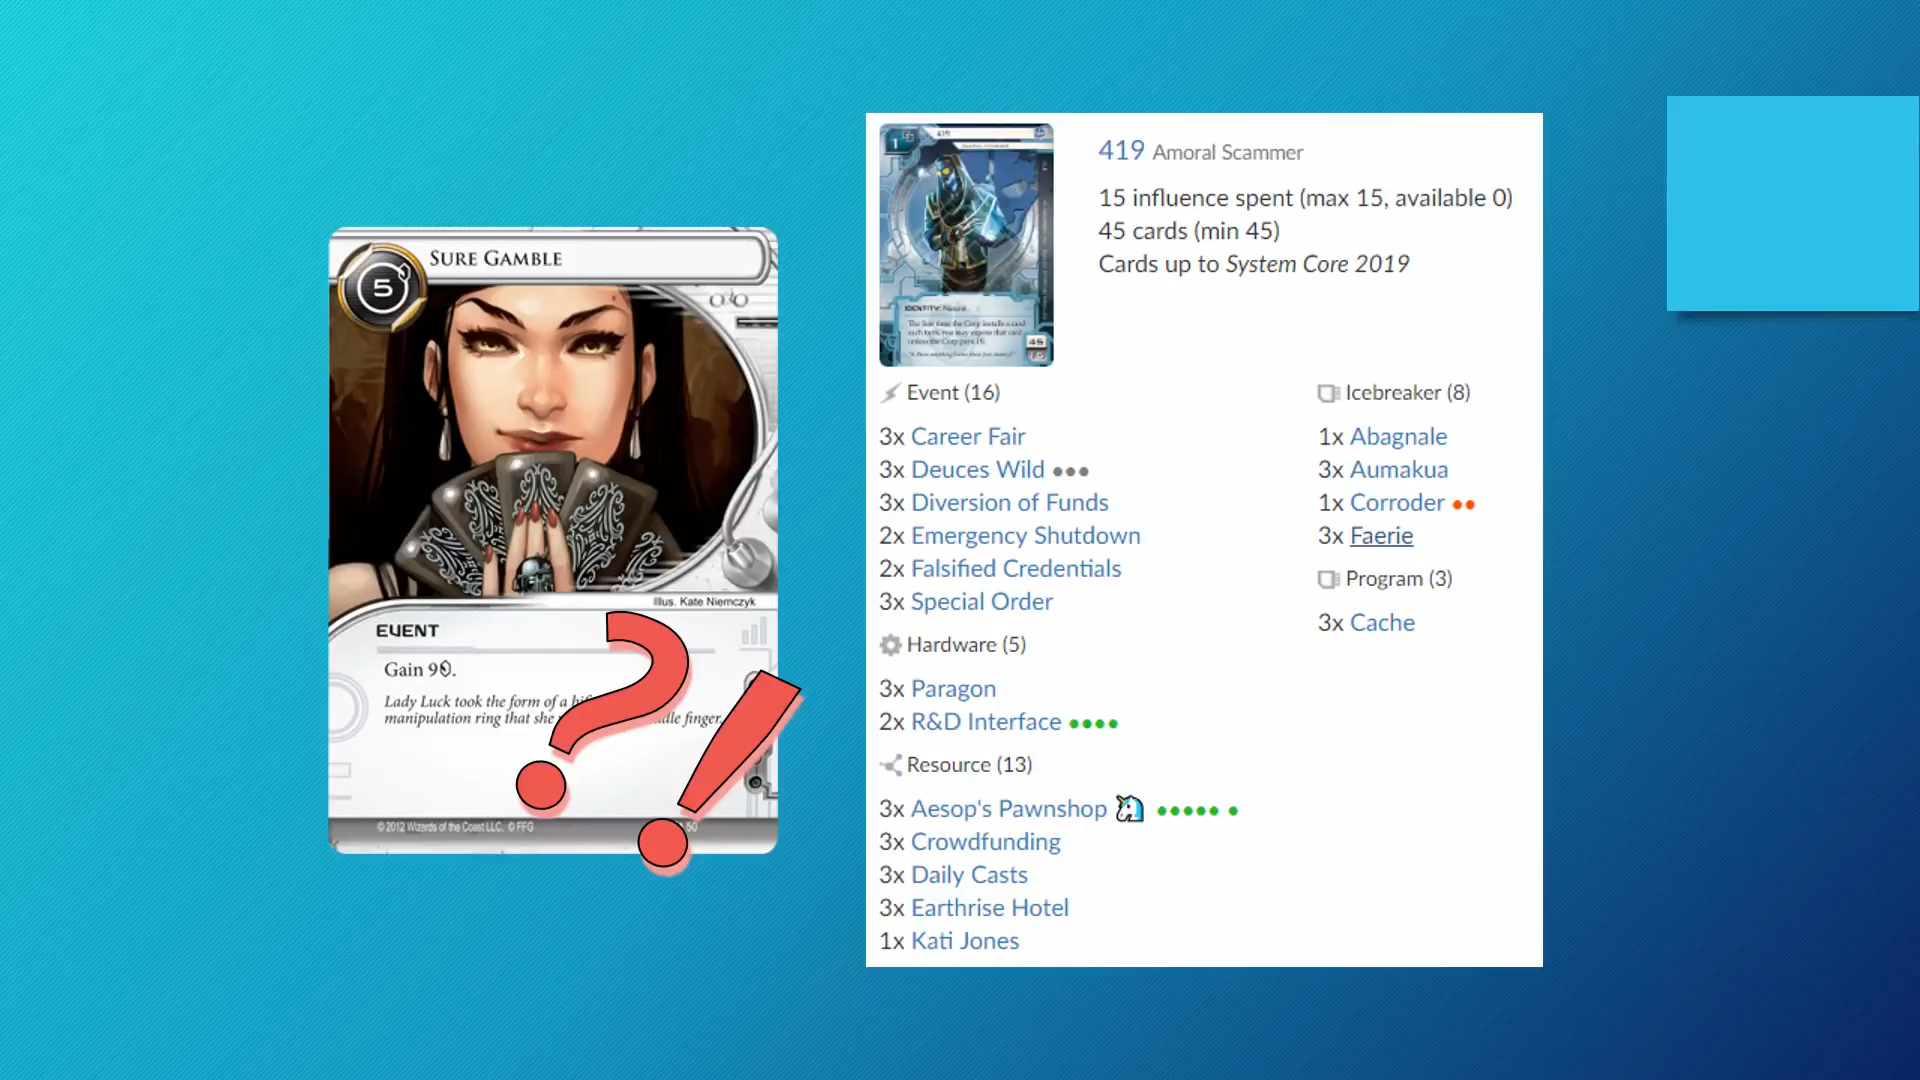 SURE GAMBLE
5
Illus. Kate Niemczyk
EVENT
Gain 9
Lady Luck took the form of a
manipulation ring that she
finger,
© 2012 Wizards of the Coast LLC. © FFG
50
1
419
45
419 Amoral Scammer
15 influence spent (max 15, available 0)
45 cards (min 45)
Cards up to System Core 2019
Event (16)
3x Career Fair
3x Deuces Wild
3x Diversion of Funds
2x Emergency Shutdown
2x Falsified Credentials
3x Special Order
Hardware (5)
3x Paragon
2x R&D Interface
Resource (13)
3x Aesop's Pawnshop
3x Crowdfunding
3x Daily Casts
3x Earthrise Hotel
1x Kati Jones
Icebreaker (8)
1x Abagnale
3x Aumakua
1x Corroder
3x Faerie
Program (3)
3x Cache